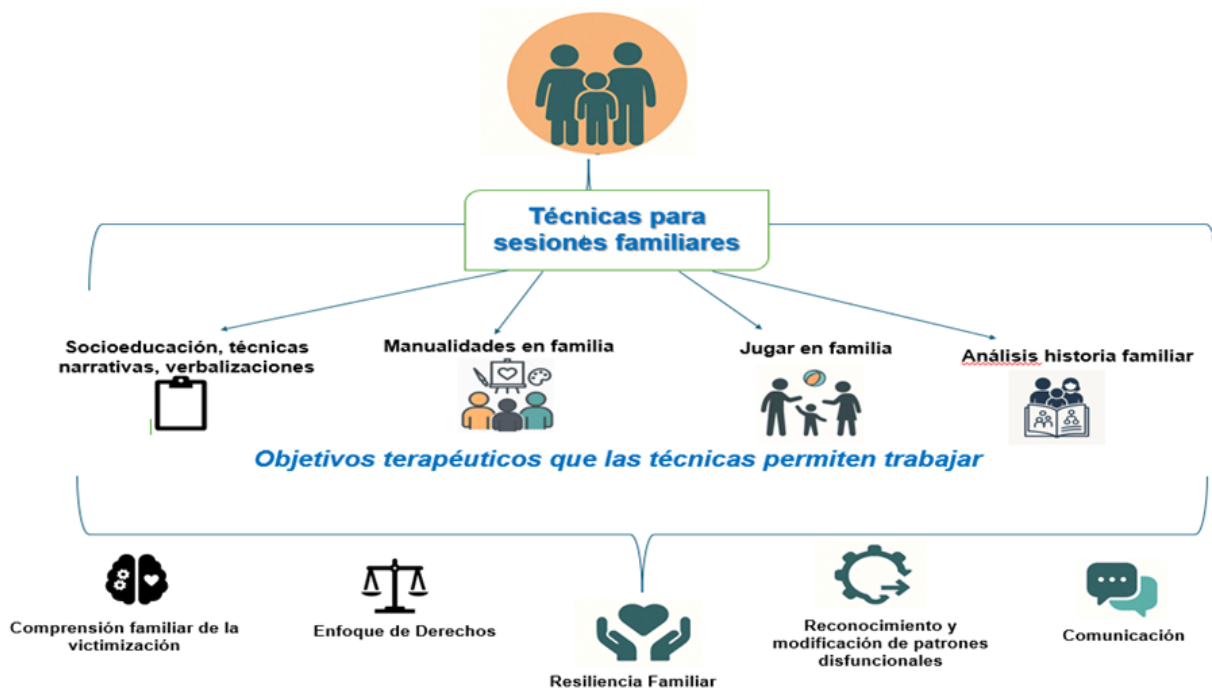 Técnicas para
sesiones familiares
Socioeducación, técnicas
narrativas, verbalizaciones
Manualidades en familia
Jugar en familia
Análisis historia familiar
Objetivos terapéuticos que las técnicas permiten trabajar
Comprensión familiar de la
victimización
Enfoque de Derechos
Resiliencia Familiar
Reconocimiento y
modificación de patrones
disfuncionales
Comunicación